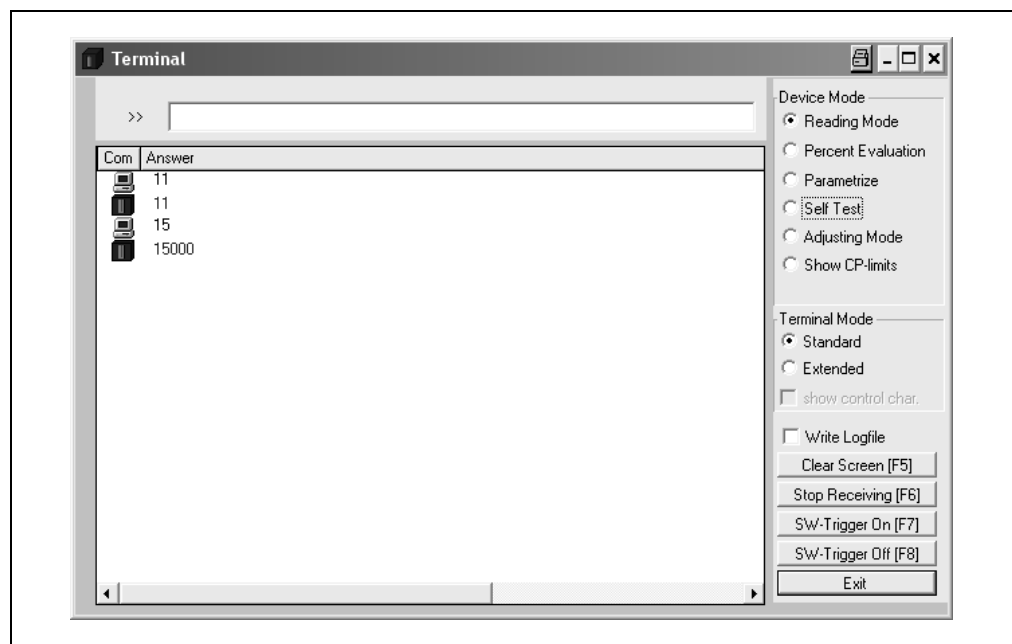 Terminal
>>
Com Answer
11
11
15
15000
Device Mode
Reading Mode
Percent Evaluation
Parametrize
Self Test
Adjusting Mode
Show CP-limits
Terminal Mode
Standard
Extended
show control char.
Write Logfile
Clear Screen [F5]
Stop Receiving [F6]
SW-Trigger On [F7]
SW-Trigger Off [F8]
Exit